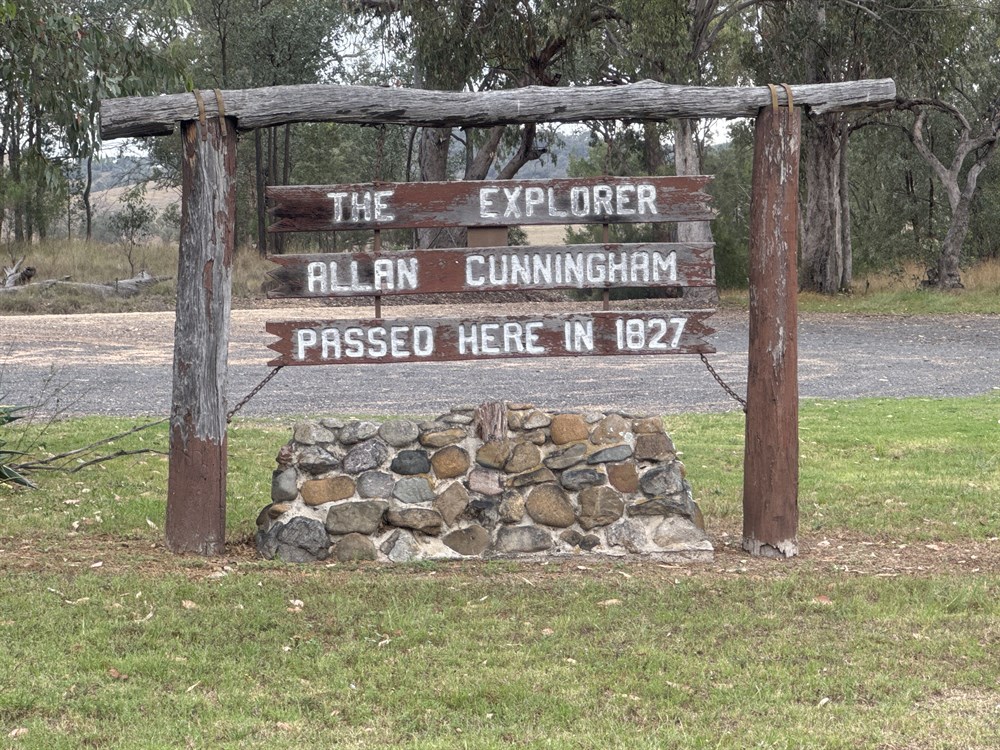 THE EXPLORER
ALLAN CUNNINGHAM
PASSED HERE IN 1827